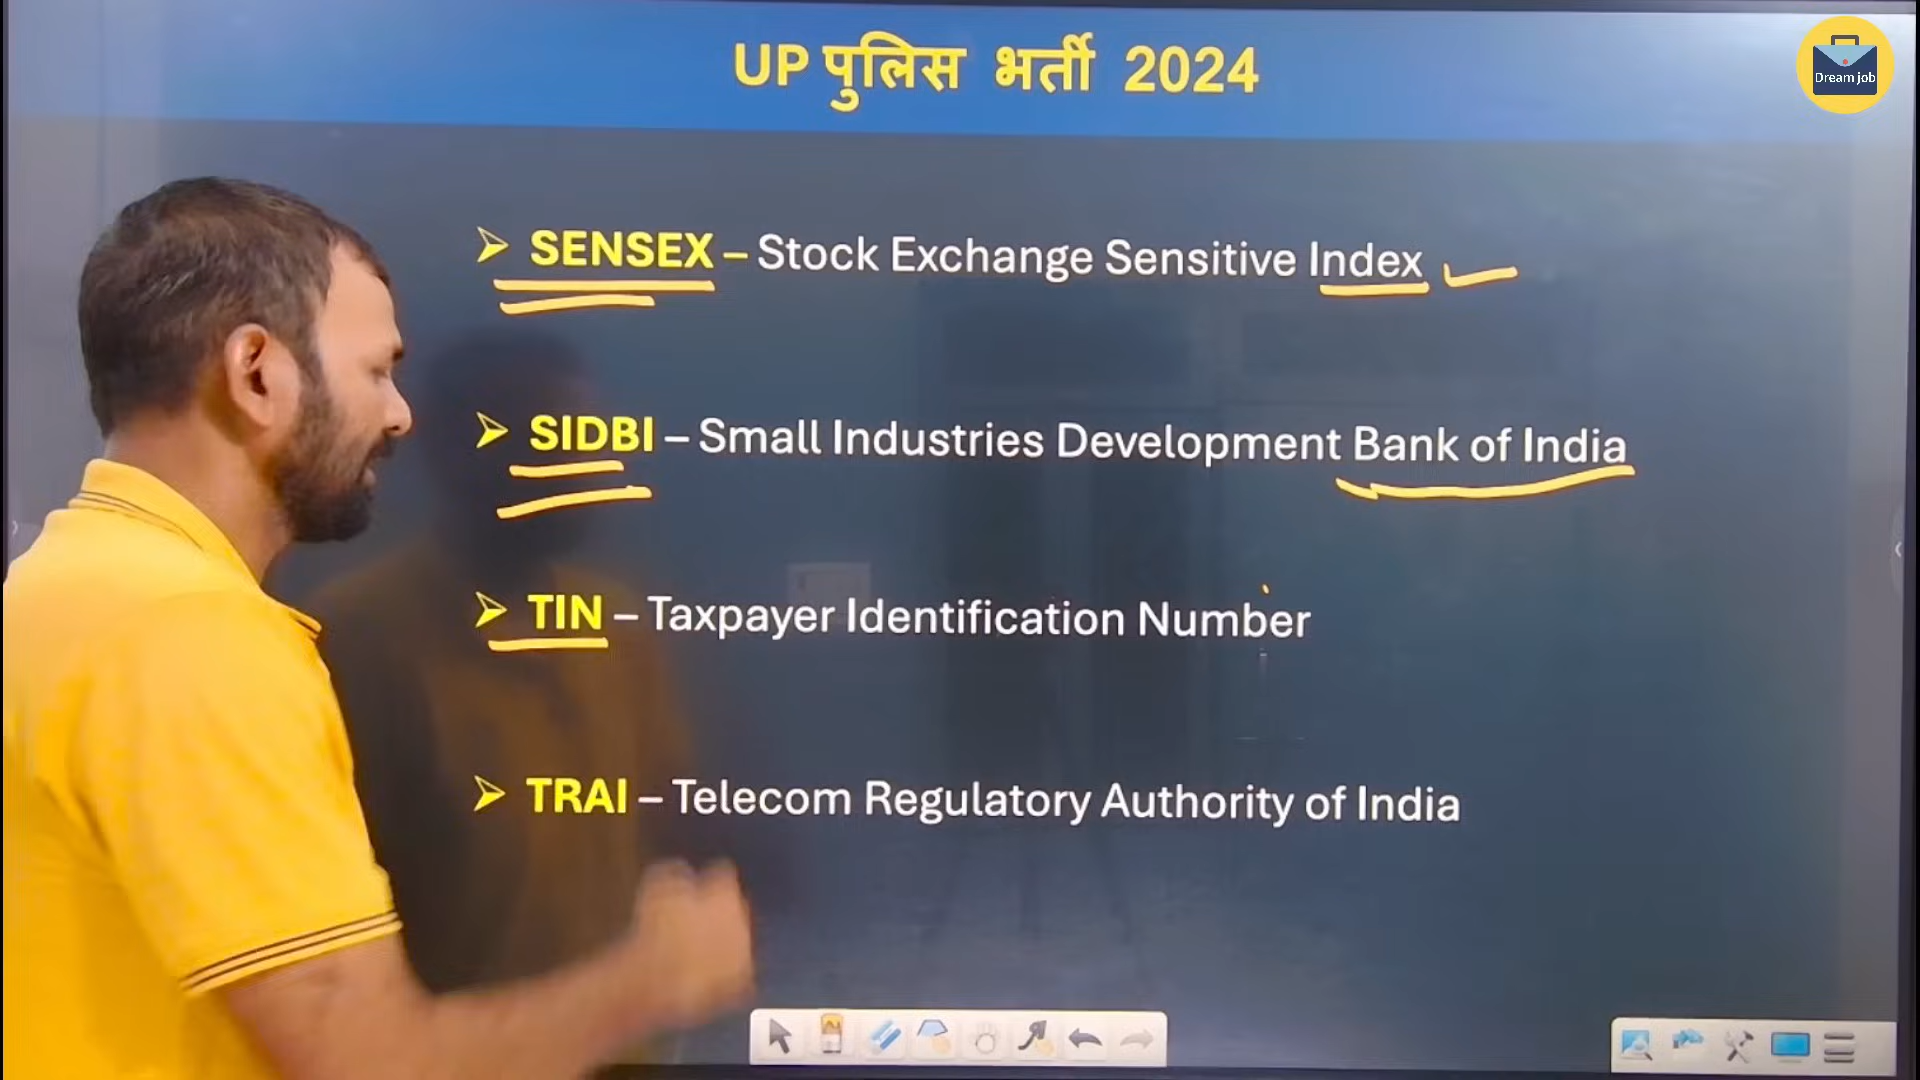 UP पुलिस भर्ती 2024
Dream job
➢ SENSEX – Stock Exchange Sensitive Index
➢ SIDBI – Small Industries Development Bank of India
➢ TIN – Taxpayer Identification Number
➢ TRAI – Telecom Regulatory Authority of India